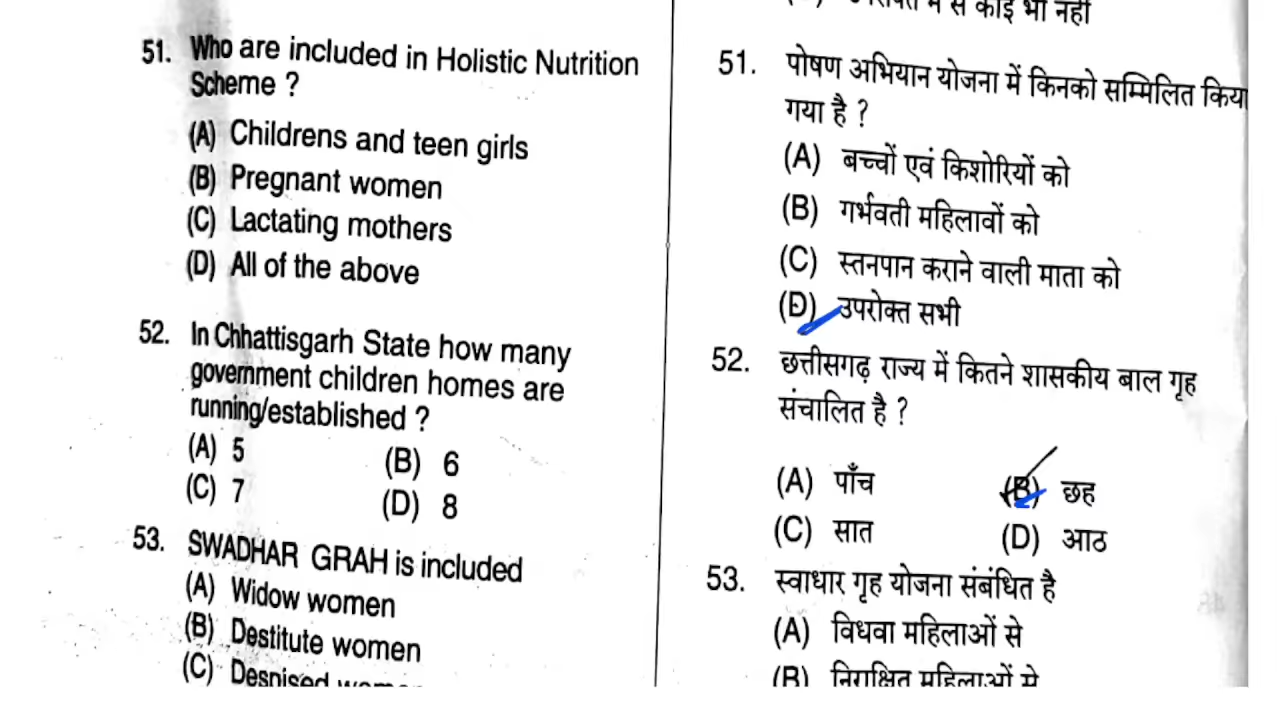 51. Who are included in Holistic Nutrition
Scheme ?
(A) Childrens and teen girls
(B) Pregnant women
(C) Lactating mothers
(D) All of the above
52. In Chhattisgarh State how many
government children homes are
running/established ?
(A) 5 (B) 6
(C) 7 (D) 8
53. SWADHAR GRAH is included
(A) Widow women
(B) Destitute women
(C) Despised
में से कोई भी नहीं
51. पोषण अभियान योजना में किनको सम्मिलित किया
गया है ?
(A) बच्चों एवं किशोरियों को
(B) गर्भवती महिलावों को
(C) स्तनपान कराने वाली माता को
(D) उपरोक्त सभी
52. छत्तीसगढ़ राज्य में कितने शासकीय बाल गृह
संचालित है ?
(A) पाँच (B) छह
(C) सात (D) आठ
53. स्वाधार गृह योजना संबंधित है
(A) विधवा महिलाओं से
(B) महिलाओं से